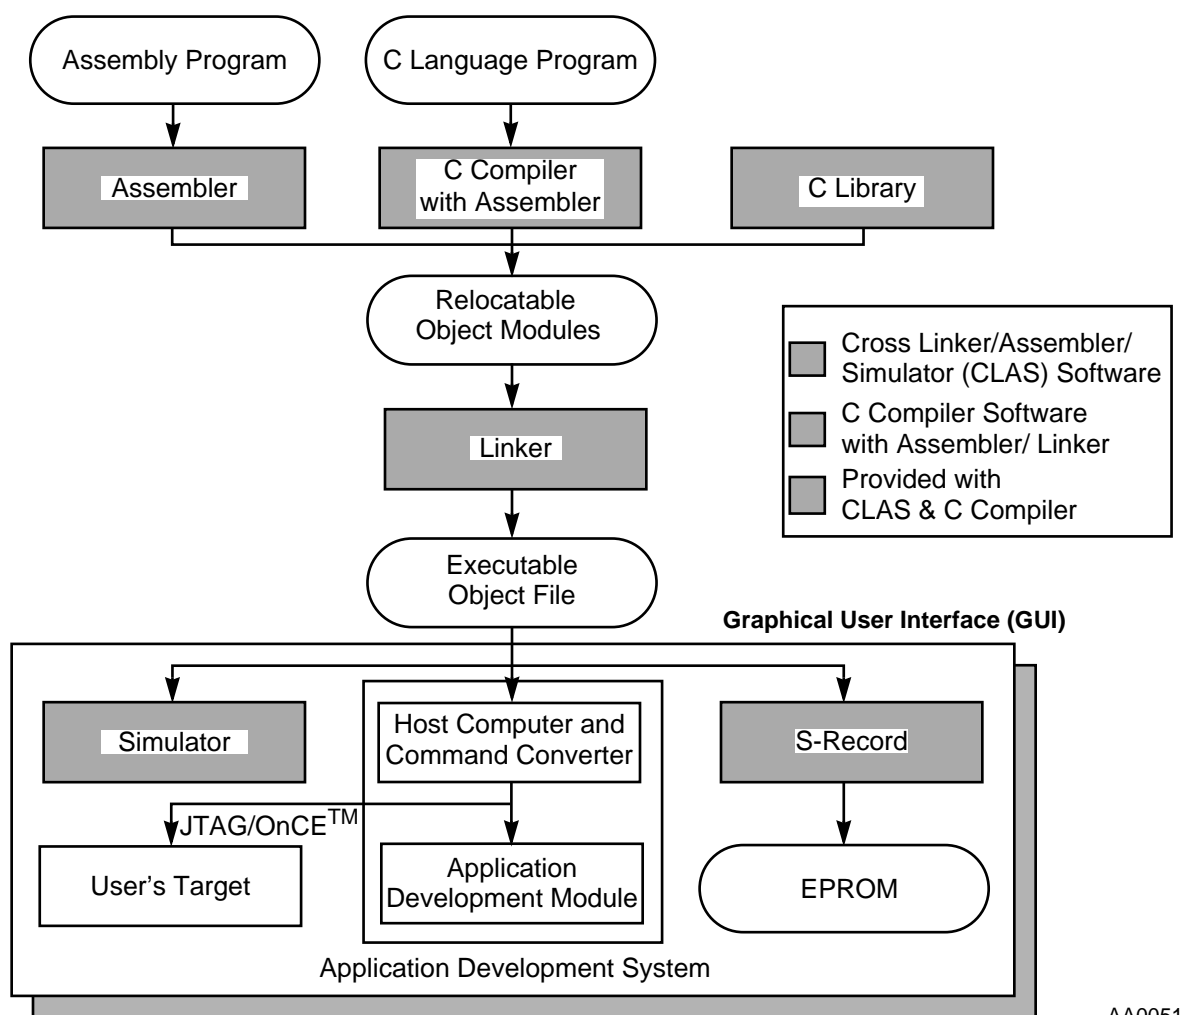 Assembly Program
C Language Program
Assembler
C Compiler
with Assembler
C Library
Relocatable
Object Modules
Cross Linker/Assembler/
Simulator (CLAS) Software
C Compiler Software
with Assembler/ Linker
Provided with
CLAS & C Compiler
Linker
Executable
Object File
Graphical User Interface (GUI)
Simulator
Host Computer and
Command Converter
S-Record
JTAG/OnCE™
User's Target
Application
Development Module
EPROM
Application Development System
AA0051